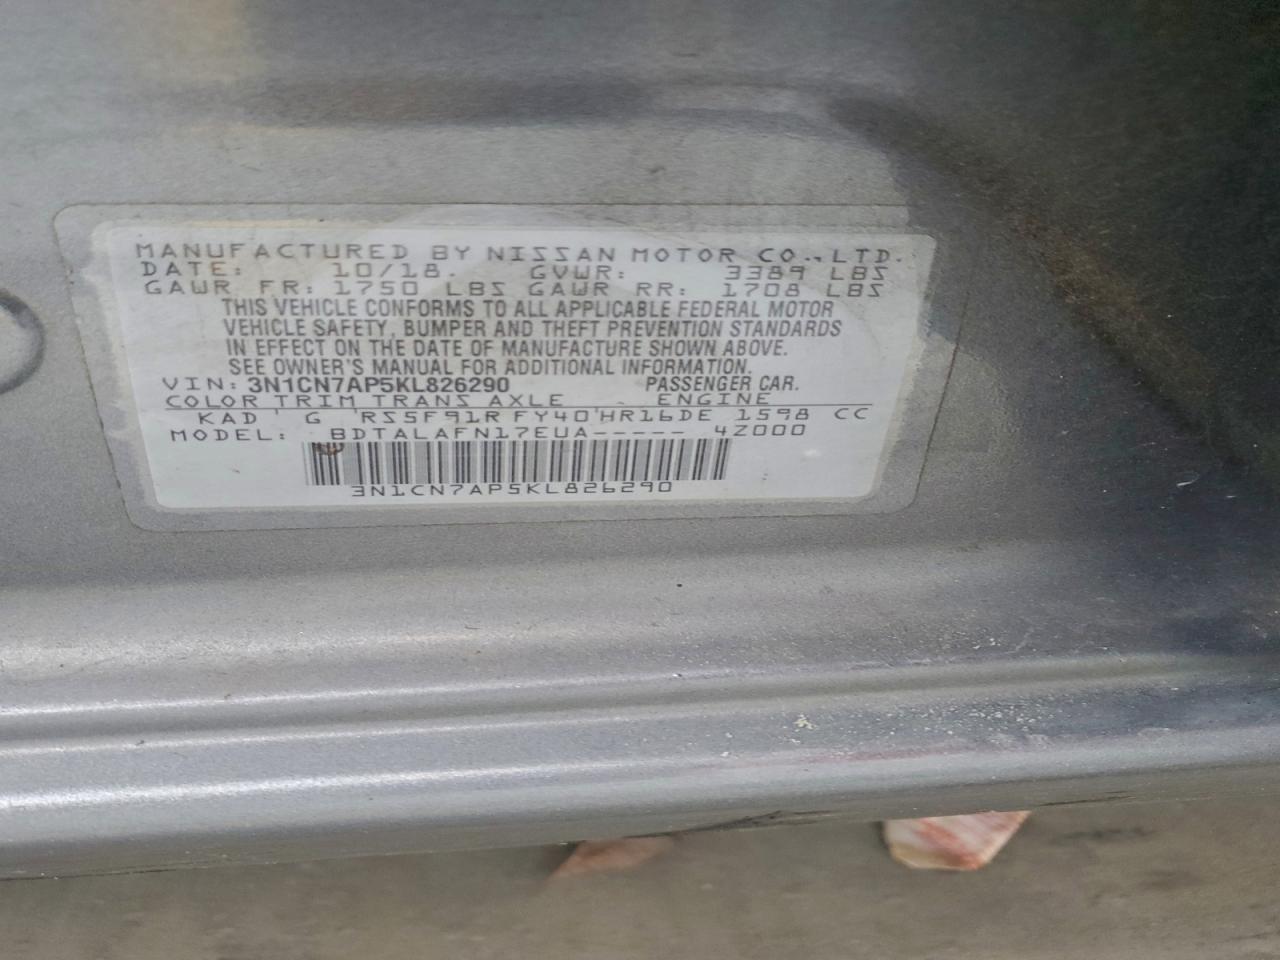 MANUFACTURED BY NISSAN MOTOR CO.,LTD.
DATE: 10/18. GVWR: 3389 LBS
GAWR FR: 1750 LBS GAWR RR: 1708 LBS
THIS VEHICLE CONFORMS TO ALL APPLICABLE FEDERAL MOTOR
VEHICLE SAFETY, BUMPER AND THEFT PREVENTION STANDARDS
IN EFFECT ON THE DATE OF MANUFACTURE SHOWN ABOVE.
SEE OWNER'S MANUAL FOR ADDITIONAL INFORMATION.
VIN: 3N1CN7AP5KL826290 PASSENGER CAR.
COLOR TRIM TRANS AXLE ENGINE
KAD ' G 'RS5F91R FY40'HR16DE 1598 CC
MODEL: BDTALAFN17EUA----- 4Z000
3N1CN7AP5KL826290